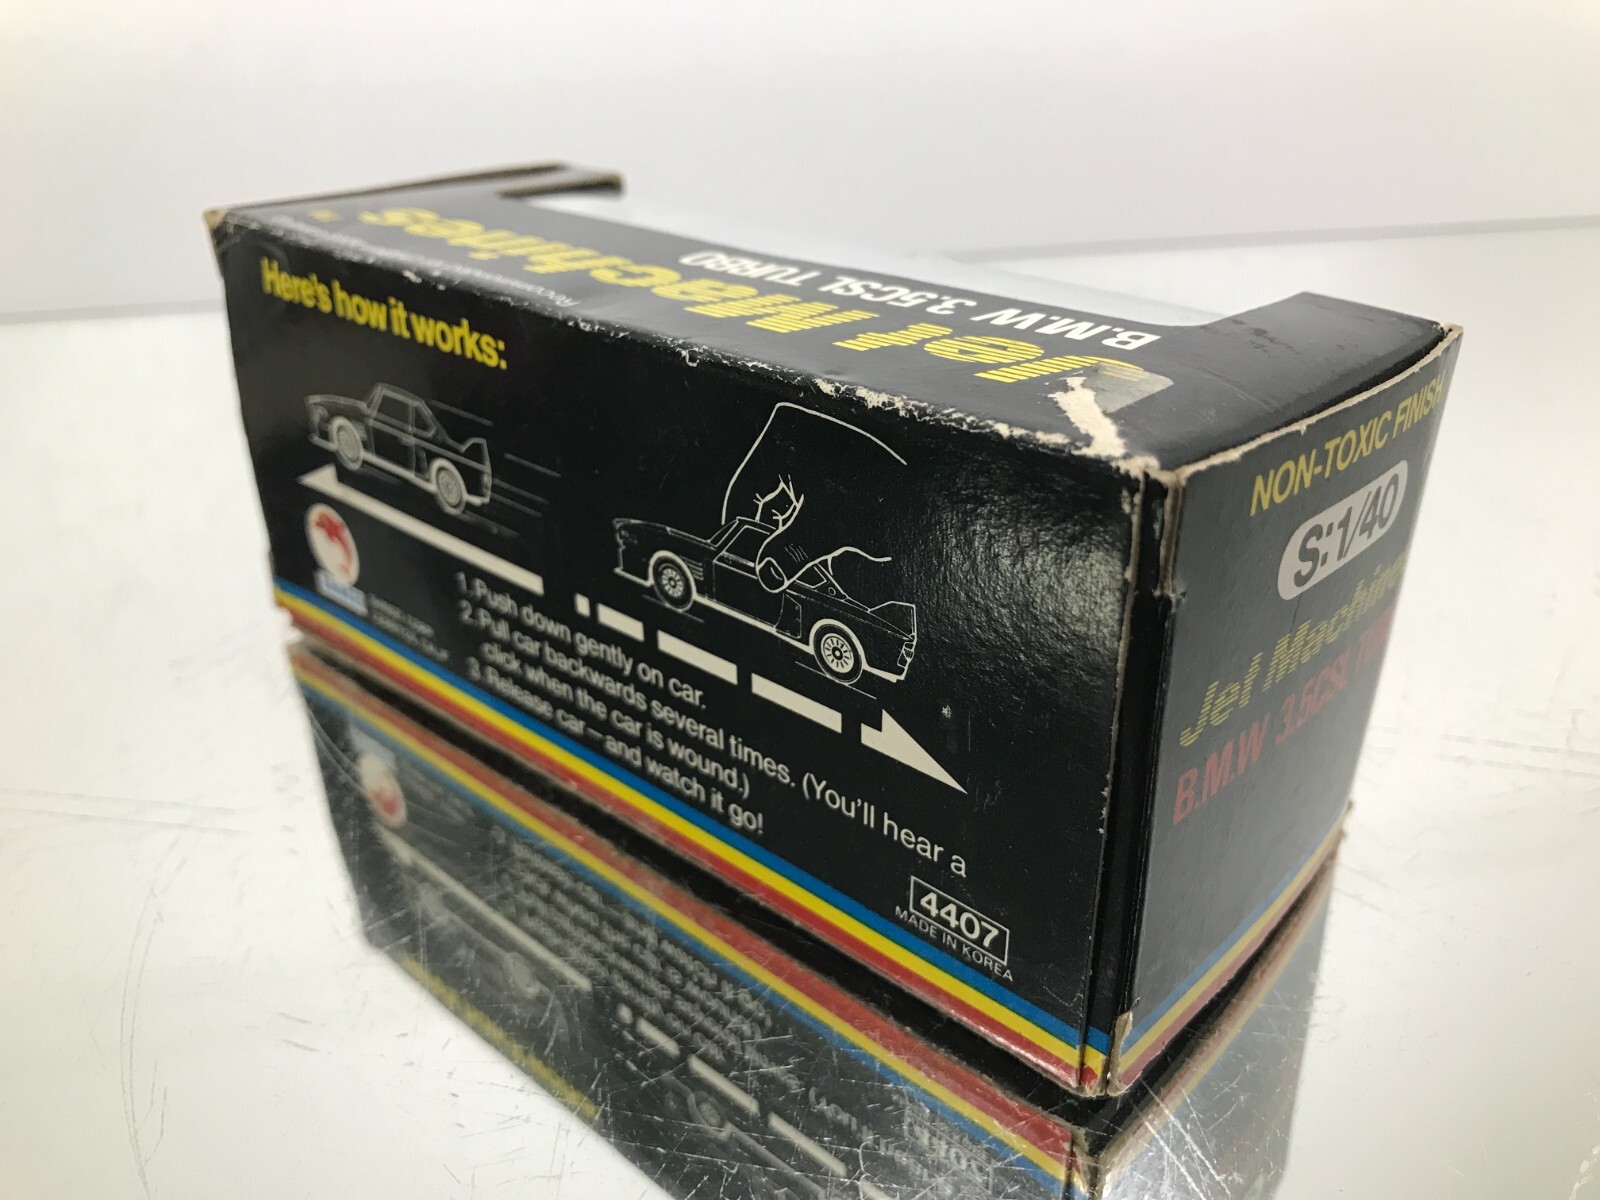 Jet Machines
B.M.W 3.5CSL TURBO
Here's how it works:
1. Push down gently on car.
2. Pull car backwards several times. (You'll hear a
click when the car is wound.)
3. Release car – and watch it go!
4407
MADE IN KOREA
NON-TOXIC FINISH
S:1/40
Jet Machines
B.M.W 3.5CSL